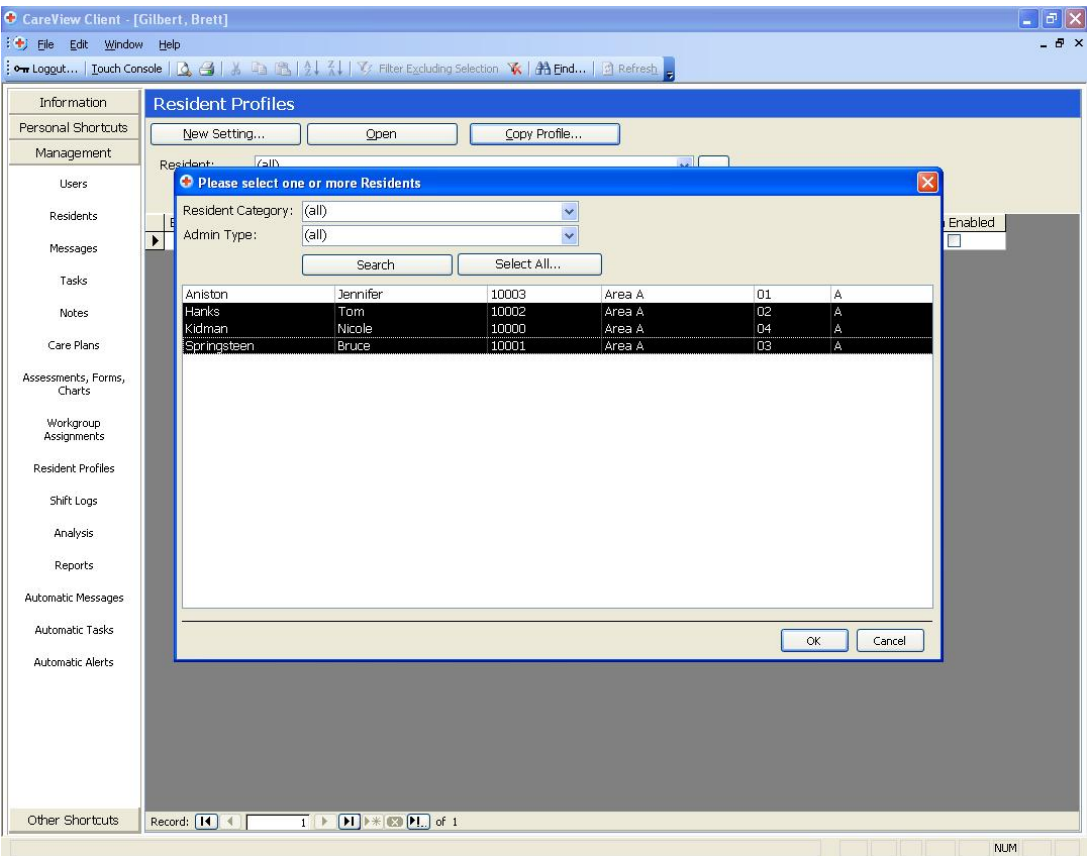 CareView Client - [Gilbert, Brett]
File Edit Window Help
Logout... Touch Console Filter Excluding Selection Find... Refresh
Information
Personal Shortcuts
Management
Users
Residents
Messages
Tasks
Notes
Care Plans
Assessments, Forms,
Charts
Workgroup
Assignments
Resident Profiles
Shift Logs
Analysis
Reports
Automatic Messages
Automatic Tasks
Automatic Alerts
Other Shortcuts
Resident Profiles
New Setting... Open Copy Profile...
Resident: (all)
Enabled
Please select one or more Residents
Resident Category: (all)
Admin Type: (all)
Search Select All...
Aniston Jennifer 10003 Area A 01 A
Hanks Tom 10002 Area A 02 A
Kidman Nicole 10000 Area A 04 A
Springsteen Bruce 10001 Area A 03 A
OK Cancel
Record: 1 of 1
NUM